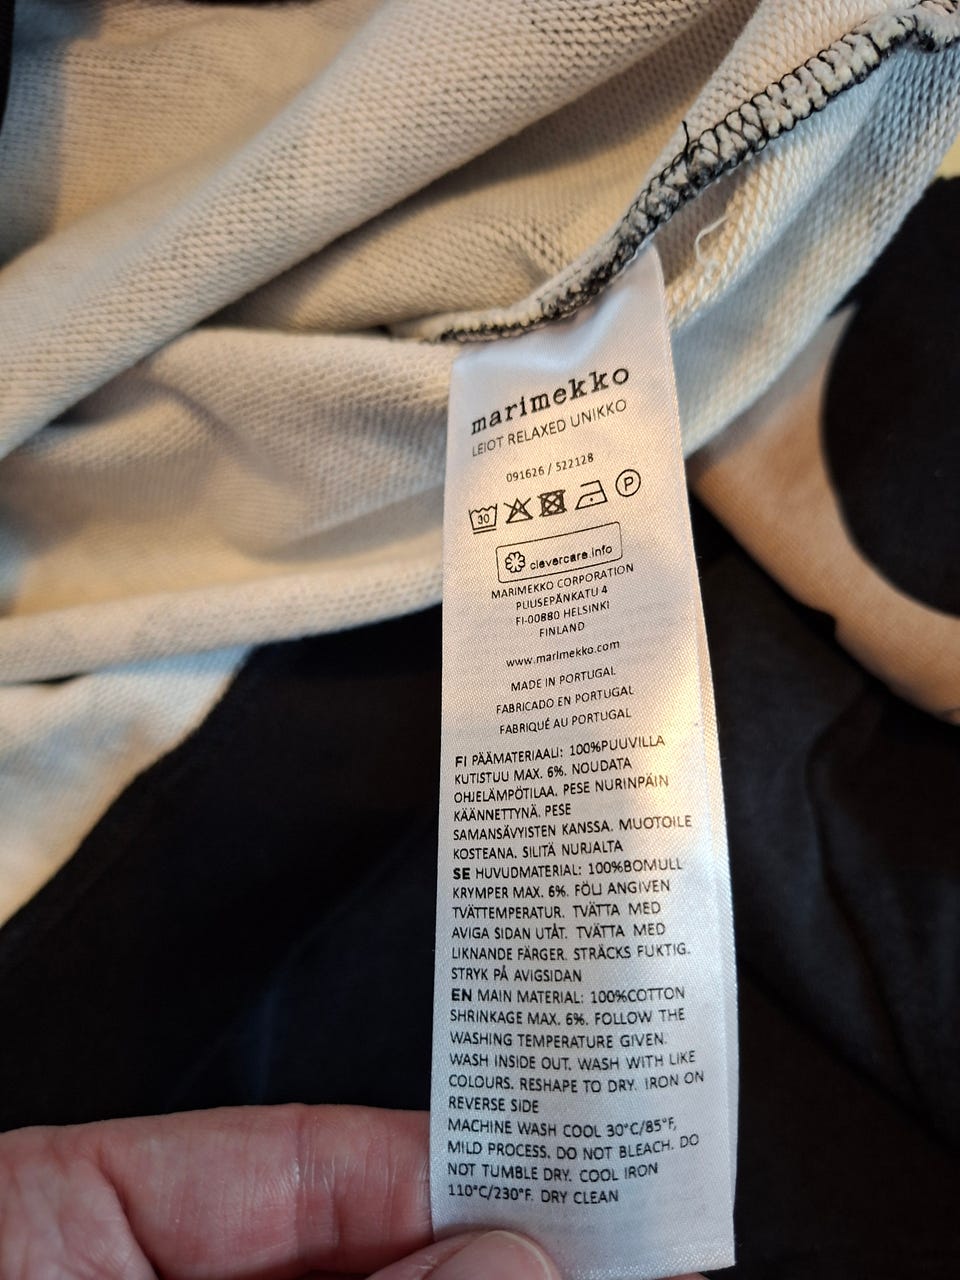 marimekko
LEIOT RELAXED UNIKKO
091626 / 522128
30 P
clevercare.info
MARIMEKKO CORPORATION
PUUSEPÄNKATU 4
FI-00880 HELSINKI
FINLAND
www.marimekko.com
MADE IN PORTUGAL
FABRICADO EN PORTUGAL
FABRIQUÉ AU PORTUGAL
FI PÄÄMATERIAALI: 100%PUUVILLA
KUTISTUU MAX. 6%. NOUDATA
OHJELÄMPÖTILAA. PESE NURINPÄIN
KÄÄNNETTYNÄ. PESE
SAMANSÄVYISTEN KANSSA. MUOTOILE
KOSTEANA. SILITÄ NURJALTA
SE HUVUDMATERIAL: 100%BOMULL
KRYMPER MAX. 6%. FÖLJ ANGIVEN
TVÄTTEMPERATUR. TVÄTTA MED
AVIGA SIDAN UTÅT. TVÄTTA MED
LIKNANDE FÄRGER. STRÄCKS FUKTIG.
STRYK PÅ AVIGSIDAN
EN MAIN MATERIAL: 100%COTTON
SHRINKAGE MAX. 6%. FOLLOW THE
WASHING TEMPERATURE GIVEN.
WASH INSIDE OUT. WASH WITH LIKE
COLOURS. RESHAPE TO DRY. IRON ON
REVERSE SIDE
MACHINE WASH COOL 30°C/85°F,
MILD PROCESS. DO NOT BLEACH. DO
NOT TUMBLE DRY. COOL IRON
110°C/230°F. DRY CLEAN